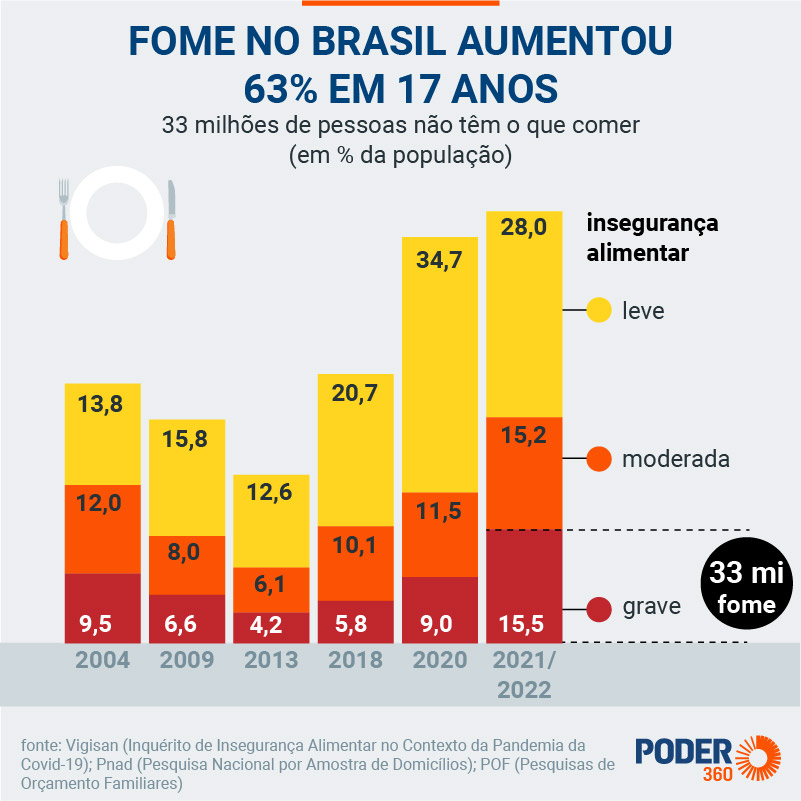 FOME NO BRASIL AUMENTOU
63% EM 17 ANOS
33 milhões de pessoas não têm o que comer
(em % da população)
insegurança
alimentar
leve
moderada
grave
33 mi
fome
13,8
12,0
9,5
2004
15,8
8,0
6,6
2009
12,6
6,1
4,2
2013
20,7
10,1
5,8
2018
34,7
11,5
9,0
2020
28,0
15,2
15,5
2021/
2022
fonte: Vigisan (Inquérito de Insegurança Alimentar no Contexto da Pandemia da
Covid-19); Pnad (Pesquisa Nacional por Amostra de Domicílios); POF (Pesquisas de
Orçamento Familiares)
PODER
360